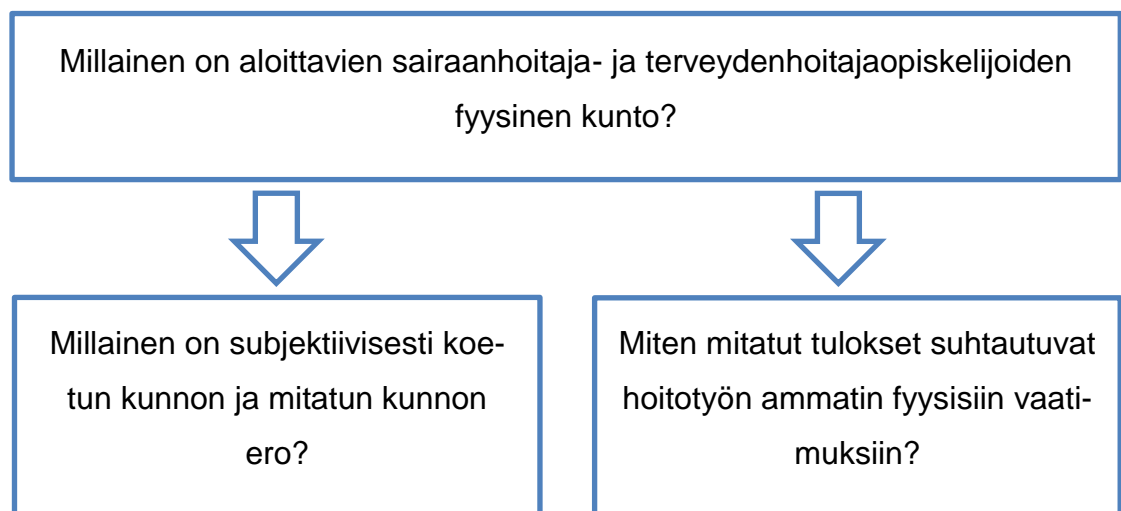 Millainen on aloittavien sairaanhoitaja- ja terveydenhoitajaopiskelijoiden
fyysinen kunto?
Millainen on subjektiivisesti koe-
tun kunnon ja mitatun kunnon
ero?
Miten mitatut tulokset suhtautuvat
hoitotyön ammatin fyysisiin vaati-
muksiin?